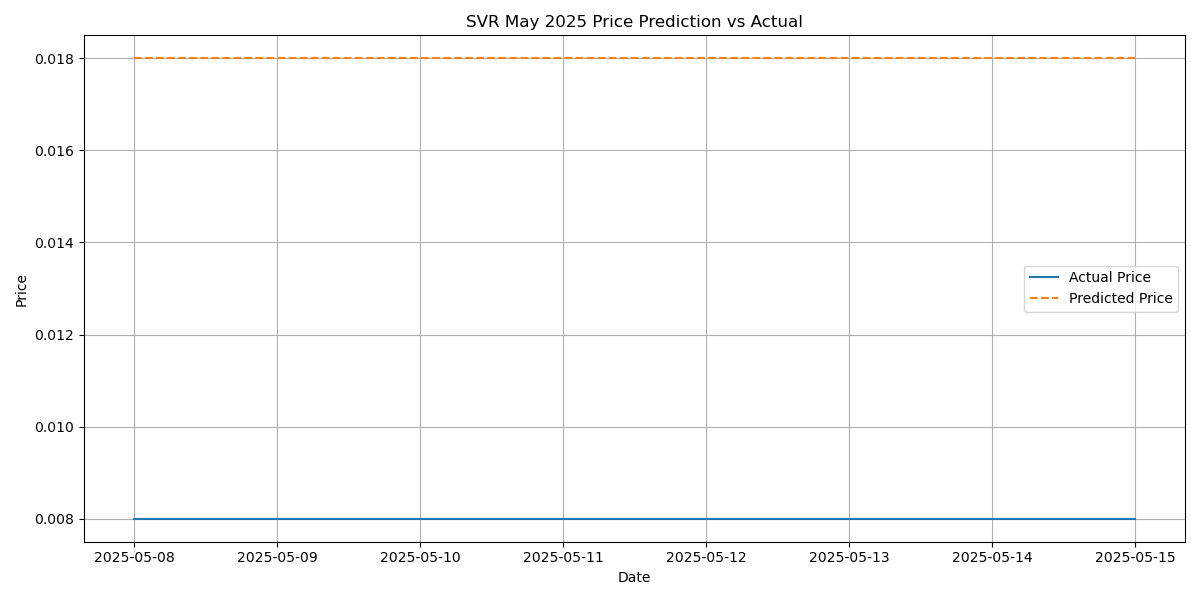 SVR May 2025 Price Prediction vs Actual
0.018
0.016
0.014
0.012
0.010
0.008
Price
Actual Price
Predicted Price
2025-05-08 2025-05-09 2025-05-10 2025-05-11 2025-05-12 2025-05-13 2025-05-14 2025-05-15
Date